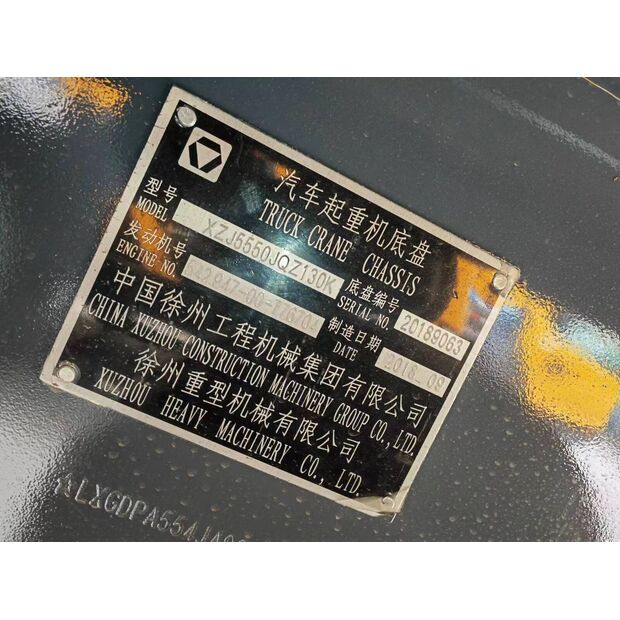 汽车起重机底盘
TRUCK CRANE CHASSIS
型号 MODEL XZJ5550JQZ130K
底盘编号 SERIAL NO. 20189063
发动机号 ENGINE-NO.
制造日期 DATE 2018.09
中国徐州工程机械集团有限公司
CHINA XUZHOU CONSTRUCTION MACHINERY GROUP CO., LTD.
徐州重型机械有限公司
XUZHOU HEAVY MACHINERY CO., LTD.